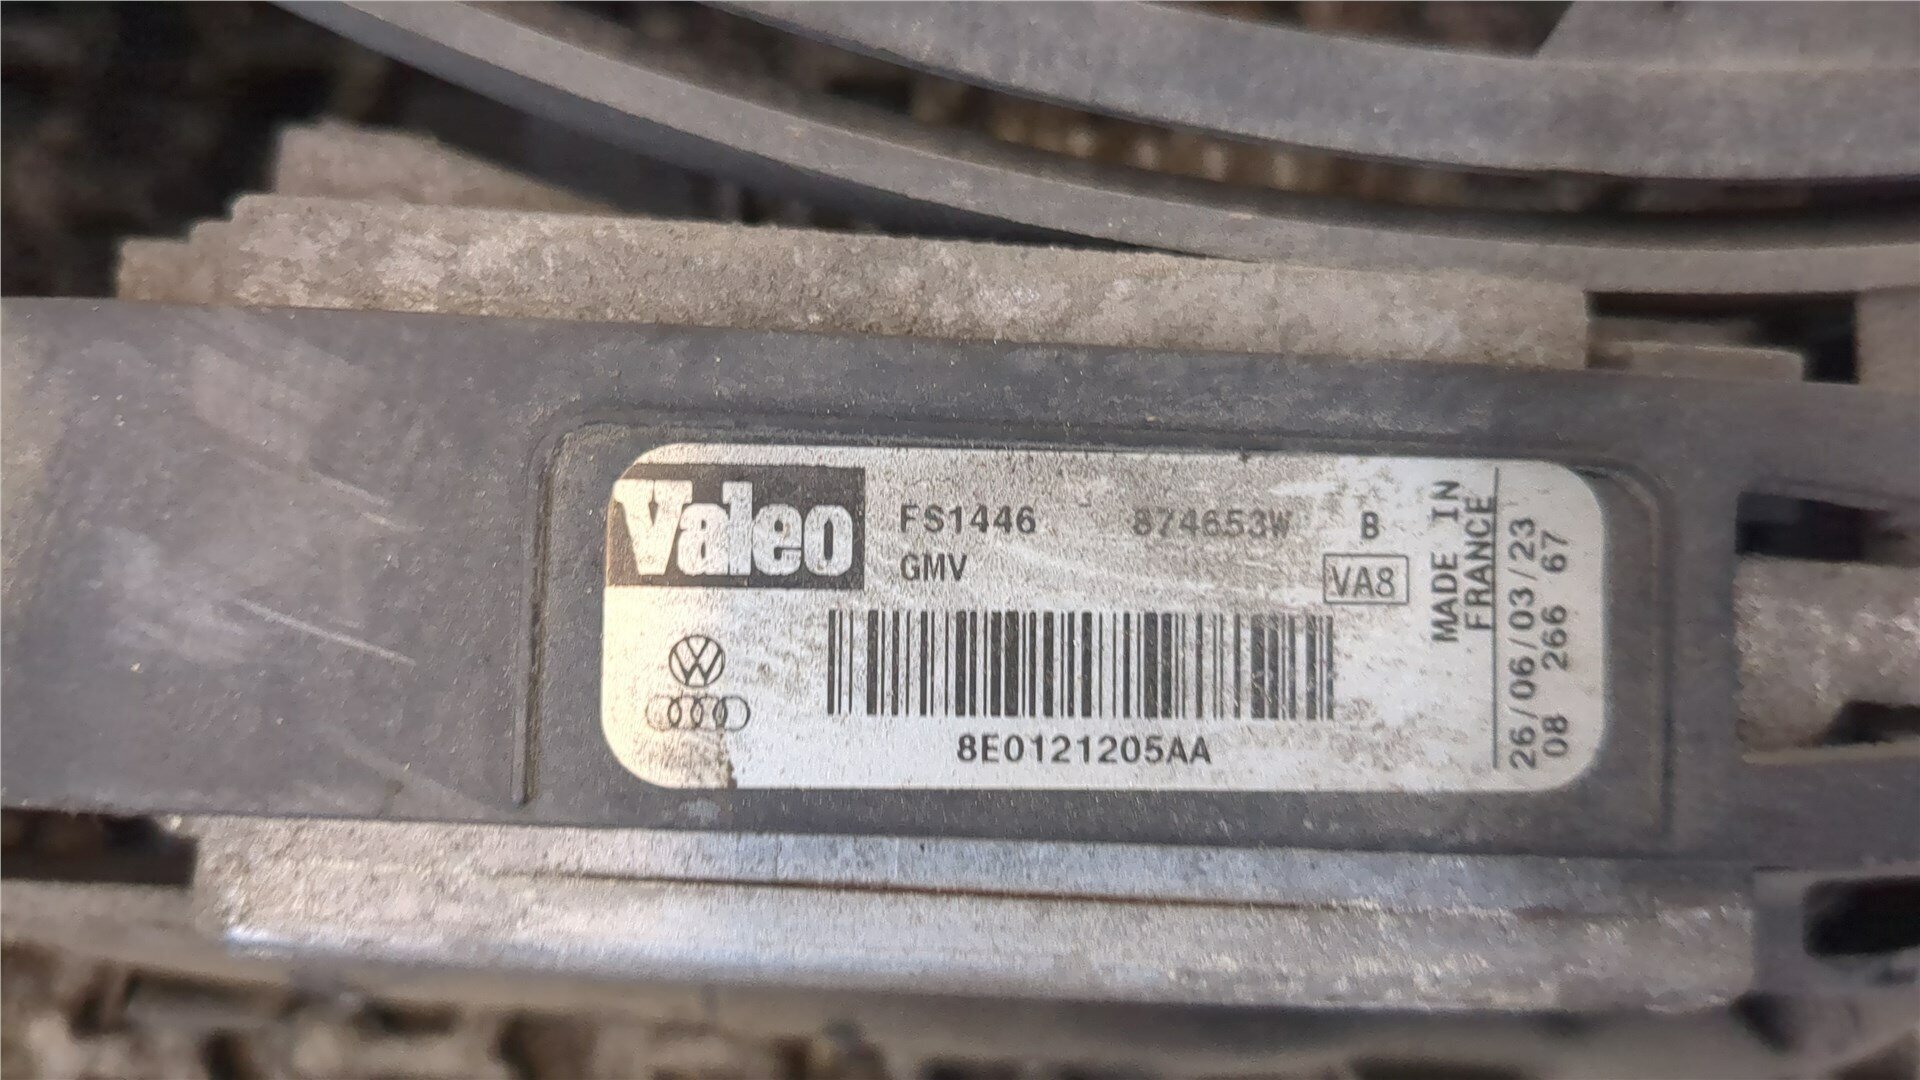 Valeo FS1446 874653W B
GMV VA8
8E0121205AA
MADE IN
FRANCE
26/06/03/23
08 266 67